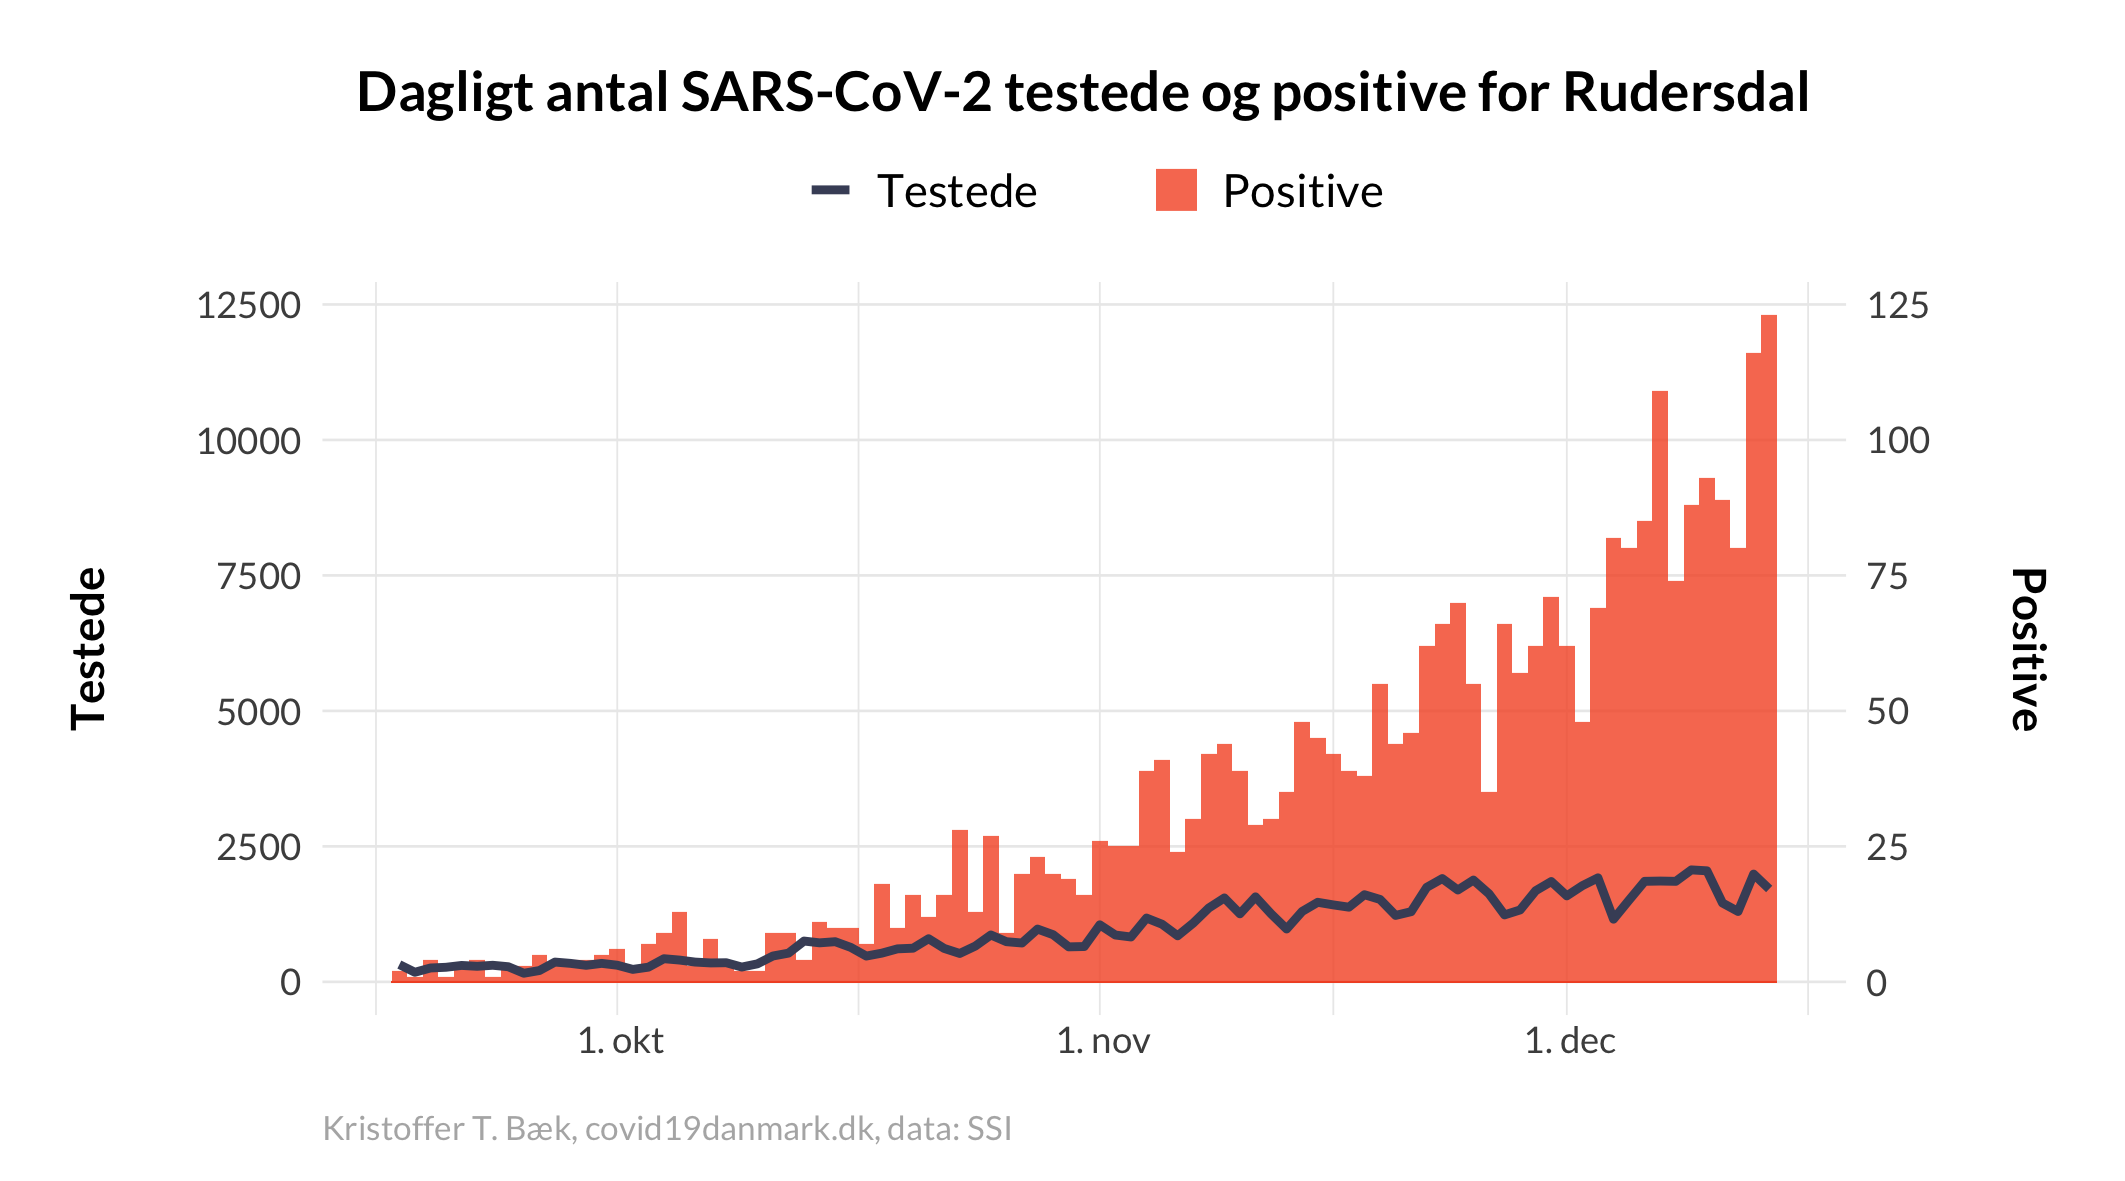 Dagligt antal SARS-CoV-2 testede og positive for Rudersdal
Testede
Positive
12500
10000
7500
5000
2500
0
125
100
75
50
25
0
Testede
Positive
1. okt
1. nov
1. dec
Kristoffer T. Bæk, covid19danmark.dk, data: SSI